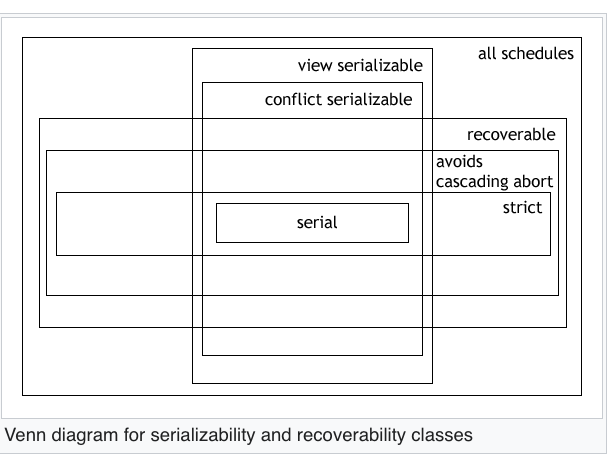 all schedules
view serializable
conflict serializable
recoverable
avoids
cascading abort
strict
serial
Venn diagram for serializability and recoverability classes